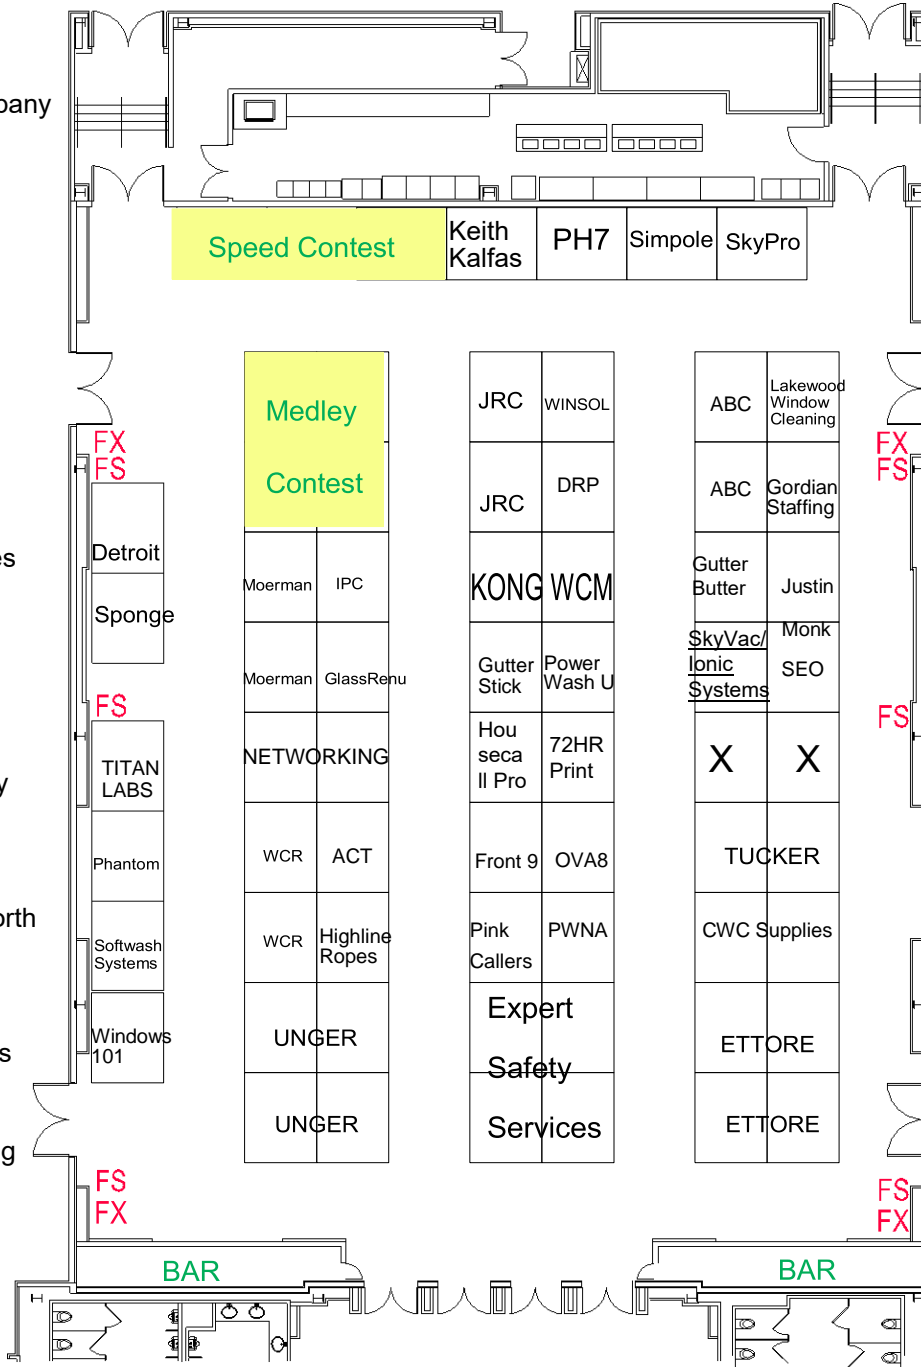 pany
Speed Contest
Keith
Kalfas
PH7
Simpole
SkyPro
Medley
Contest
JRC
WINSOL
ABC
Lakewood
Window
Cleaning
FX
FS
FX
FS
JRC
DRP
ABC
Gordian
Staffing
Detroit
Sponge
es
Moerman
IPC
KONG
WCM
Gutter
Butter
Justin
Monk
SEO
Moerman
GlassRenu
Gutter
Stick
Power
Wash U
SkyVac/
Ionic
Systems
FS
FS
TITAN
LABS
y
NETWORKING
Hou
seca
ll Pro
72HR
Print
X
X
Phantom
WCR
ACT
Front 9
OVA8
TUCKER
orth
Softwash
Systems
WCR
Highline
Ropes
Pink
Callers
PWNA
CWC Supplies
Windows
101
s
UNGER
Expert
Safety
Services
ETTORE
UNGER
ETTORE
g
FS
FX
FS
FX
BAR
BAR